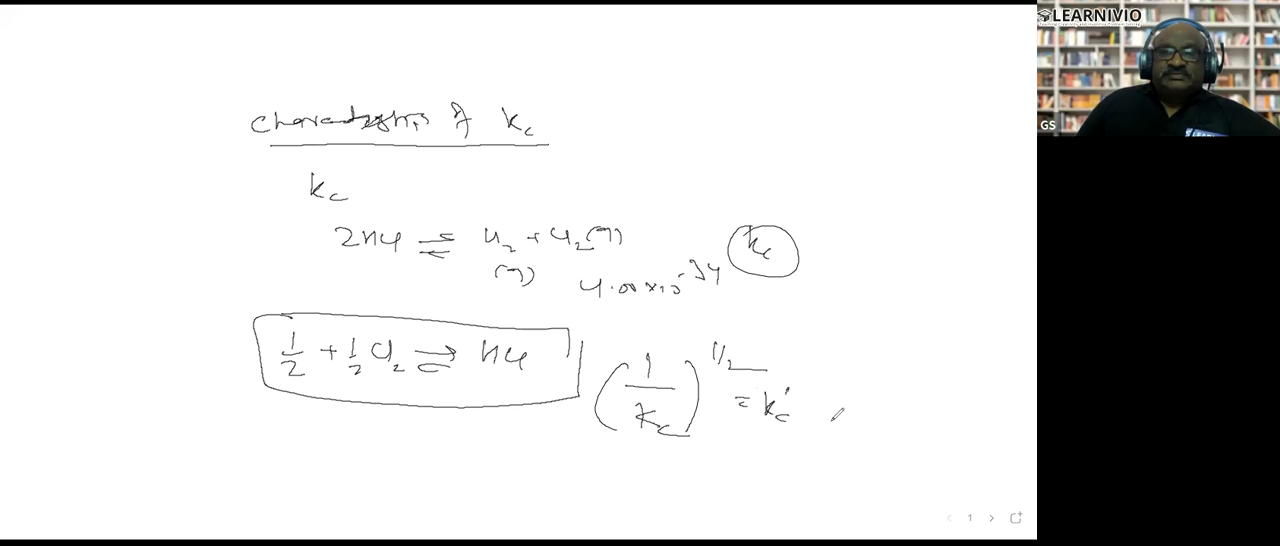 LEARNIVIO
GS
Characteristics of Kc
Kc
2HCl ⇌ H₂ + Cl₂(g)
(g)
4.00 × 10⁻³⁴
Kc
1/2 + 1/2 Cl₂ ⇌ HCl
(1/Kc)^1/2
= Kc'
1